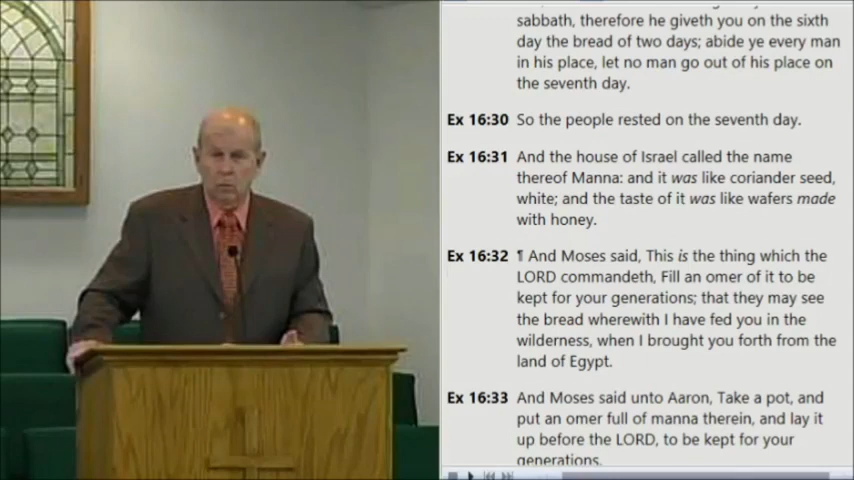 sabbath, therefore he giveth you on the sixth
day the bread of two days; abide ye every man
in his place, let no man go out of his place on
the seventh day.
Ex 16:30 So the people rested on the seventh day.
Ex 16:31 And the house of Israel called the name
thereof Manna: and it was like coriander seed,
white; and the taste of it was like wafers made
with honey.
Ex 16:32 ¶ And Moses said, This is the thing which the
LORD commandeth, Fill an omer of it to be
kept for your generations; that they may see
the bread wherewith I have fed you in the
wilderness, when I brought you forth from the
land of Egypt.
Ex 16:33 And Moses said unto Aaron, Take a pot, and
put an omer full of manna therein, and lay it
up before the LORD, to be kept for your
generations.